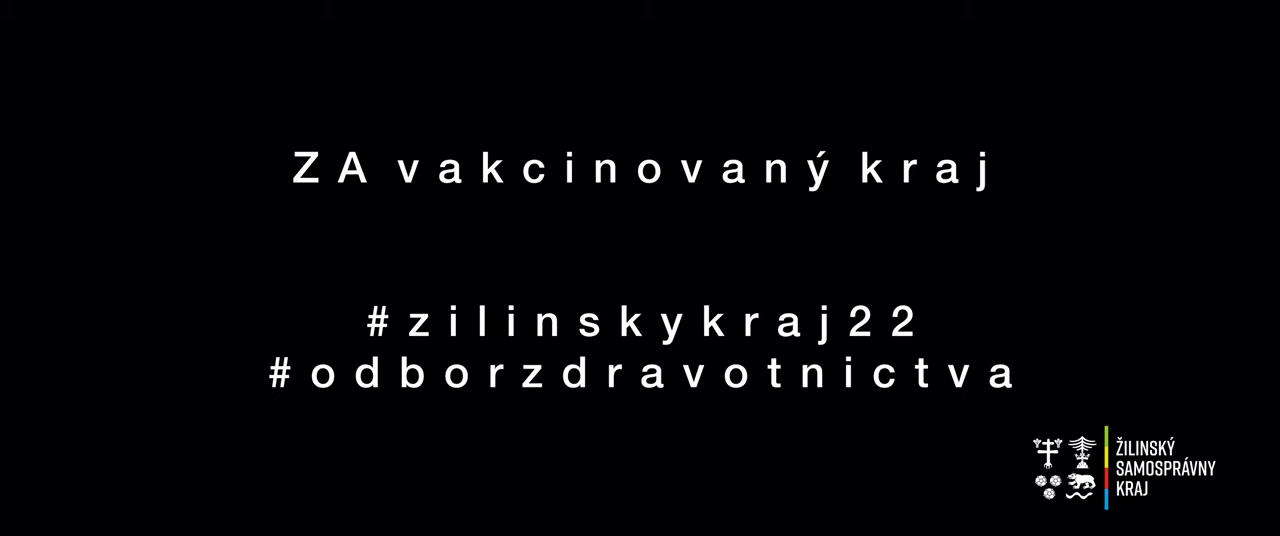 ZA vakcinovaný kraj
#zilinskykraj22
#odborzdravotnictva
ŽILINSKÝ
SAMOSPRÁVNY
KRAJ